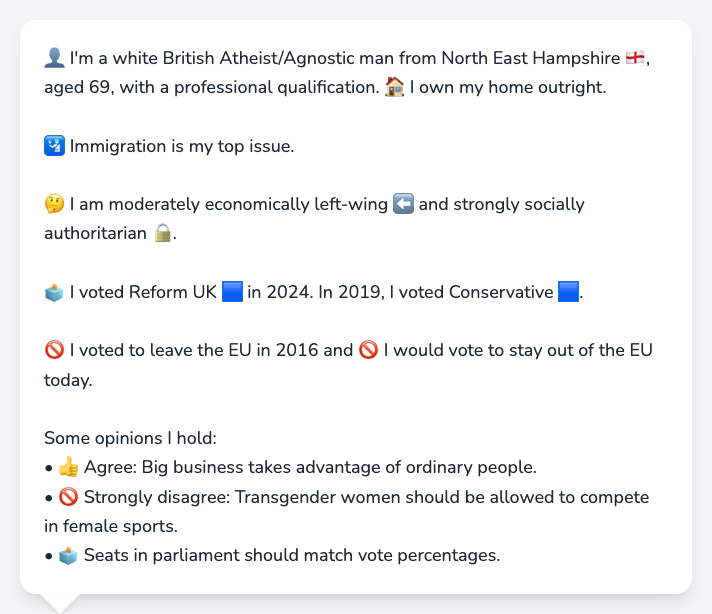 👤 I'm a white British Atheist/Agnostic man from North East Hampshire 🏴󠁧󠁢󠁥󠁮󠁧󠁿,
aged 69, with a professional qualification. 🏠 I own my home outright.
🛂 Immigration is my top issue.
🤔 I am moderately economically left-wing ⬅️ and strongly socially
authoritarian 🔒.
🗳️ I voted Reform UK 🟦 in 2024. In 2019, I voted Conservative 🟦.
🚫 I voted to leave the EU in 2016 and 🚫 I would vote to stay out of the EU
today.
Some opinions I hold:
• 👍 Agree: Big business takes advantage of ordinary people.
• 🚫 Strongly disagree: Transgender women should be allowed to compete
in female sports.
• 🗳️ Seats in parliament should match vote percentages.